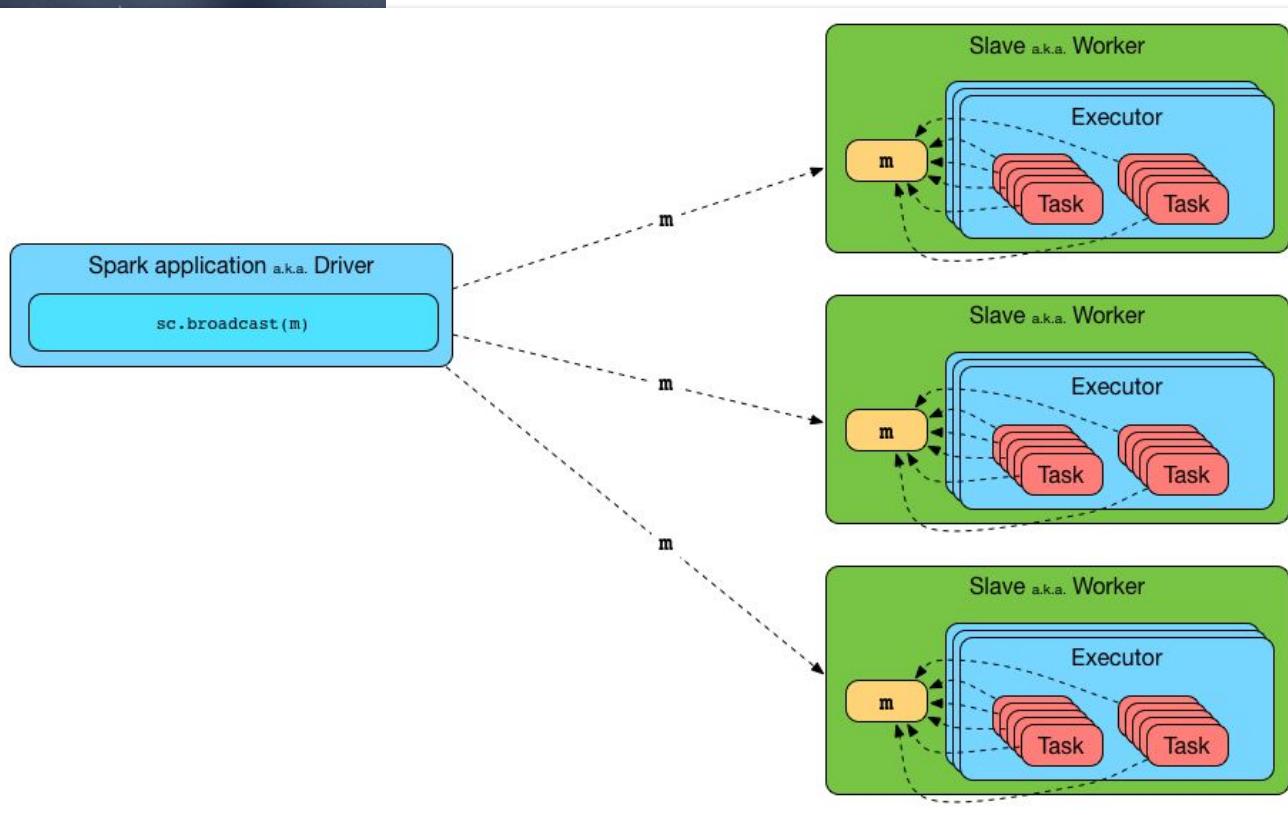 Slave a.k.a. Worker
Executor
m
Task
Task
m
Spark application a.k.a. Driver
sc.broadcast(m)
Slave a.k.a. Worker
Executor
m
m
Task
Task
m
Slave a.k.a. Worker
Executor
m
Task
Task